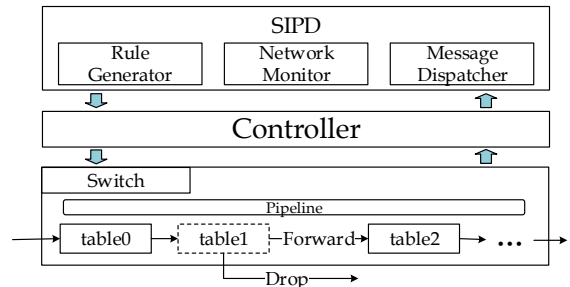 SIPD
Rule
Generator
Network
Monitor
Message
Dispatcher
Controller
Switch
Pipeline
table0
table1
Forward
table2
...
Drop